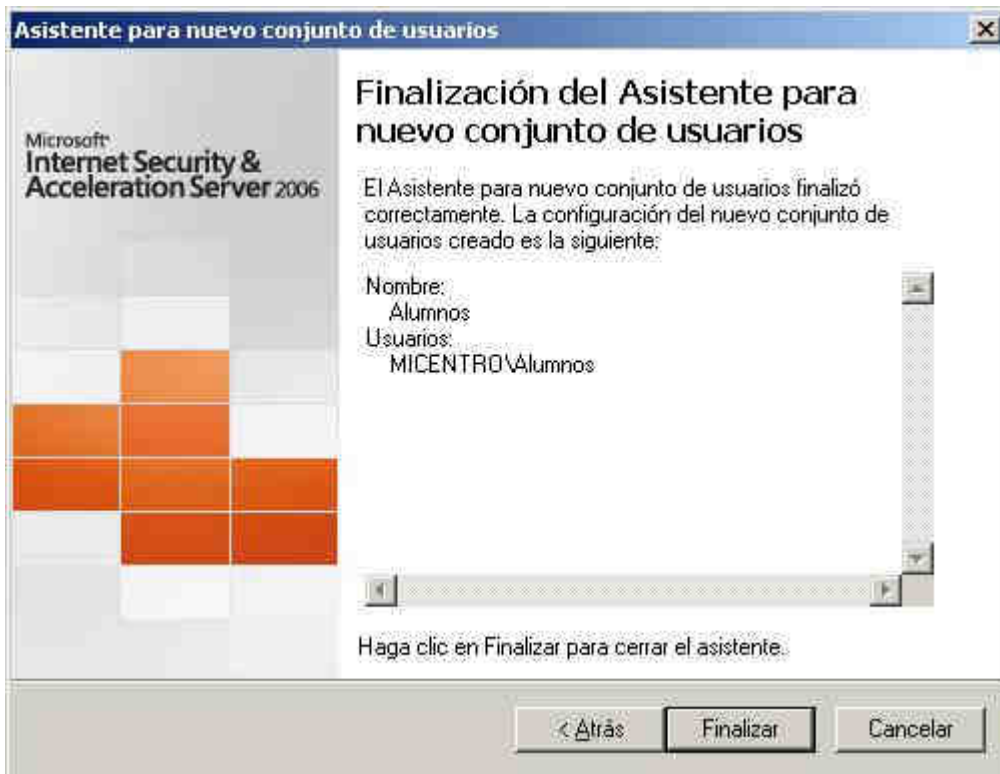 Asistente para nuevo conjunto de usuarios
Microsoft
Internet Security &
Acceleration Server 2006
Finalización del Asistente para
nuevo conjunto de usuarios
El Asistente para nuevo conjunto de usuarios finalizó
correctamente. La configuración del nuevo conjunto de
usuarios creado es la siguiente:
Nombre:
Alumnos
Usuarios:
MICENTRO\Alumnos
Haga clic en Finalizar para cerrar el asistente.
< Atrás
Finalizar
Cancelar